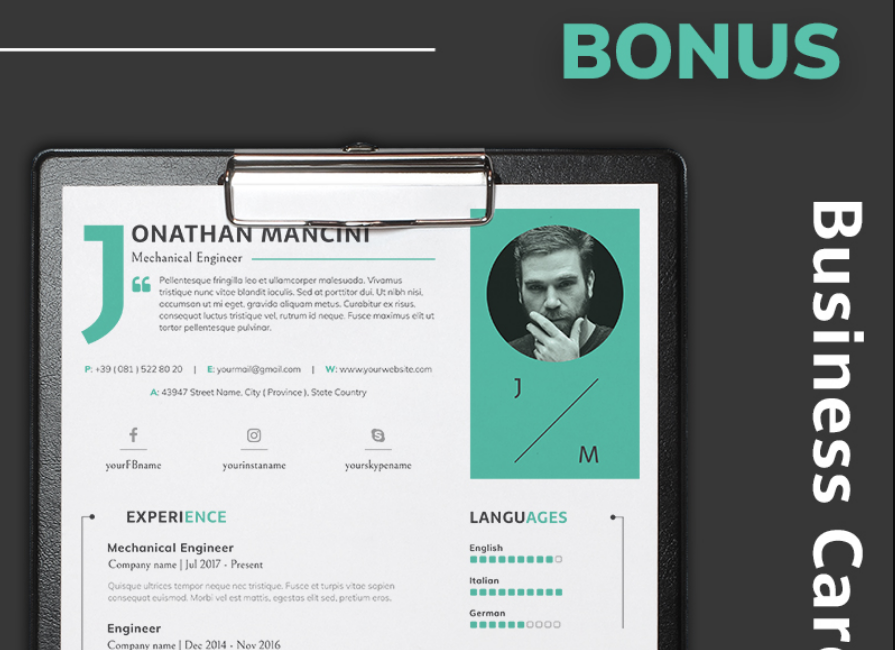 BONUS
Business Car
JONATHAN MANCINI
Mechanical Engineer
Pellentesque fringilla leo et ullamcorper malesuada. Vivamus
tristique nunc vitae blandit iaculis. Sed at porttitor dui. Ut nibh nisi,
accumsan ut mi eget, gravida aliquam metus. Curabitur ex risus,
consequat luctus tristique vel, rutrum id neque. Fusce maximus elit ut
tortor pellentesque pulvinar.
P: +39 ( 081 ) 522 80 20 | E: yourmail@gmail.com | W: www.yourwebsite.com
A: 43947 Street Name, City ( Province ), State Country
yourFBname
yourinstaname
yourskypename
J
M
EXPERIENCE
Mechanical Engineer
Company name | Jul 2017 - Present
Quisque ultrices tempor neque nec tristique. Fusce et turpis vitae sapien
consequat euismod. Morbi vel est mattis, egestas elit sed, pretium eros.
Engineer
Company name | Dec 2014 - Nov 2016
LANGUAGES
English
Italian
German